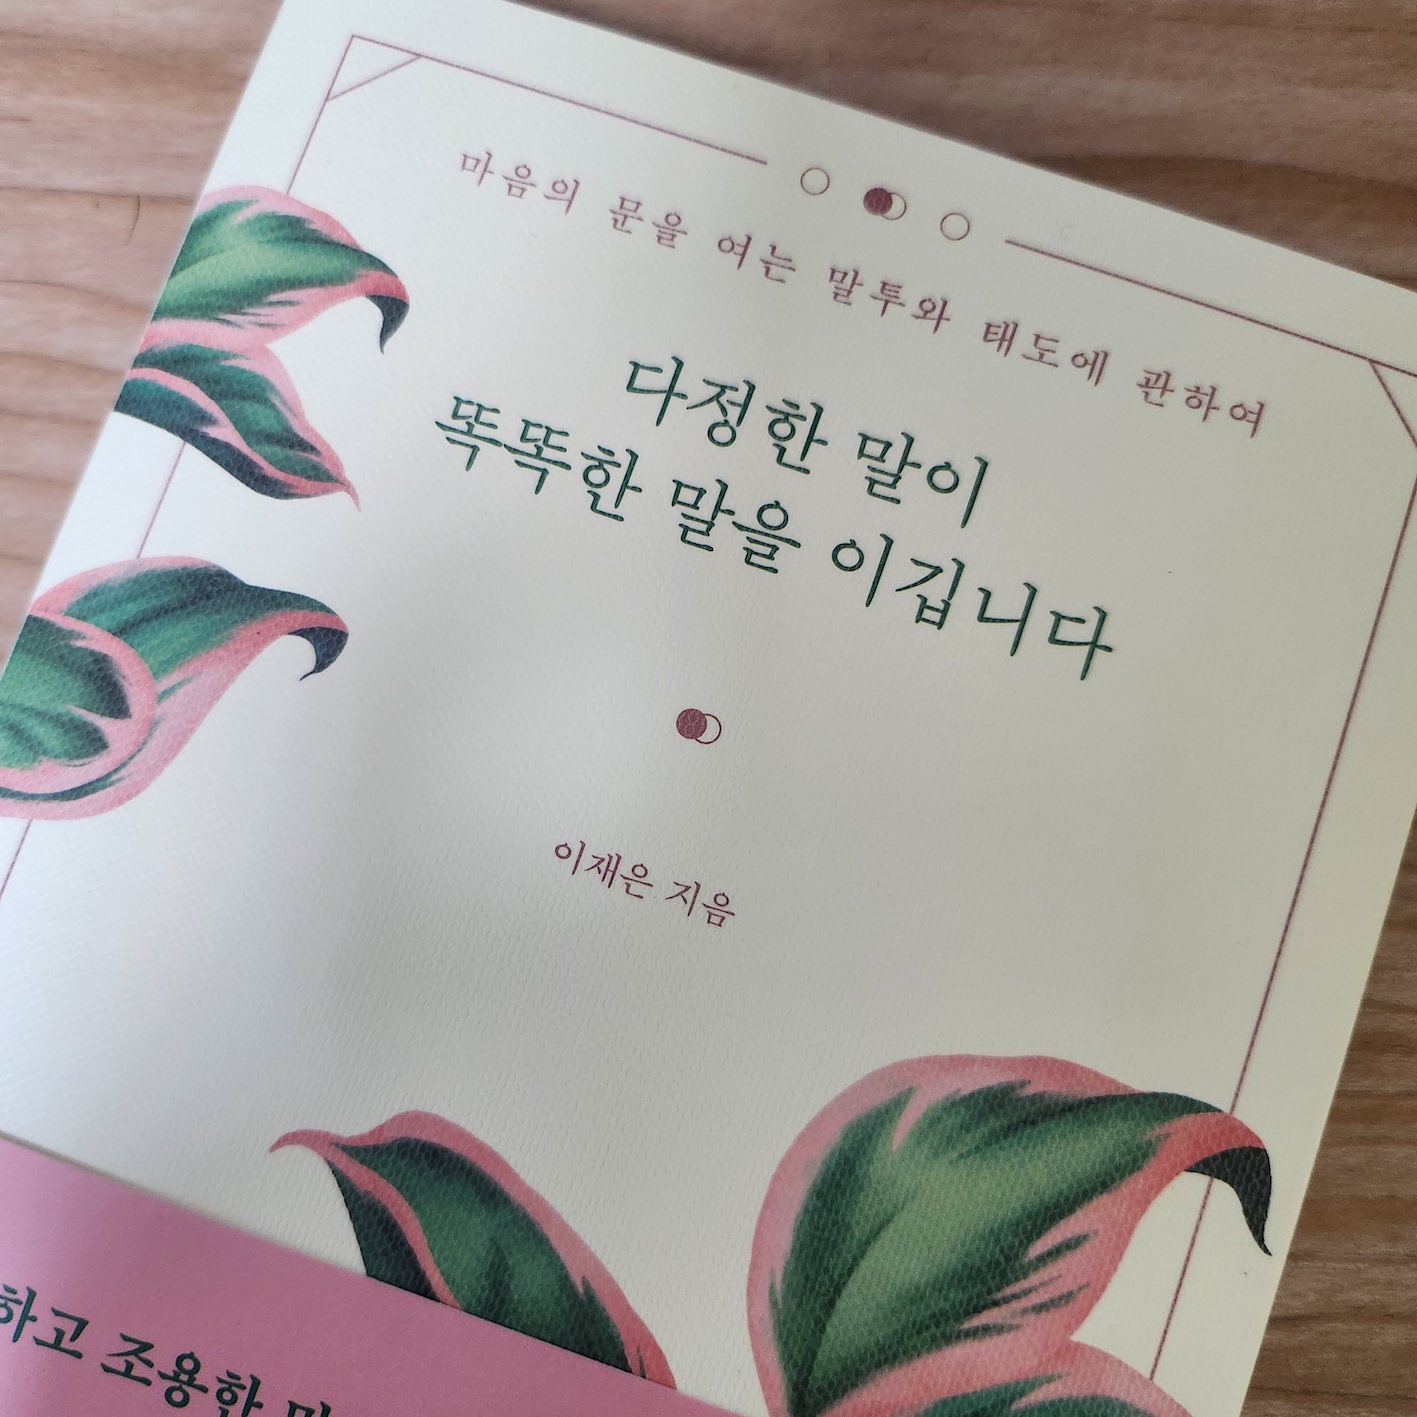 마음의 문을 여는 말투와 태도에 관하여
다정한 말이
똑똑한 말을 이깁니다
이재은 지음
조용한